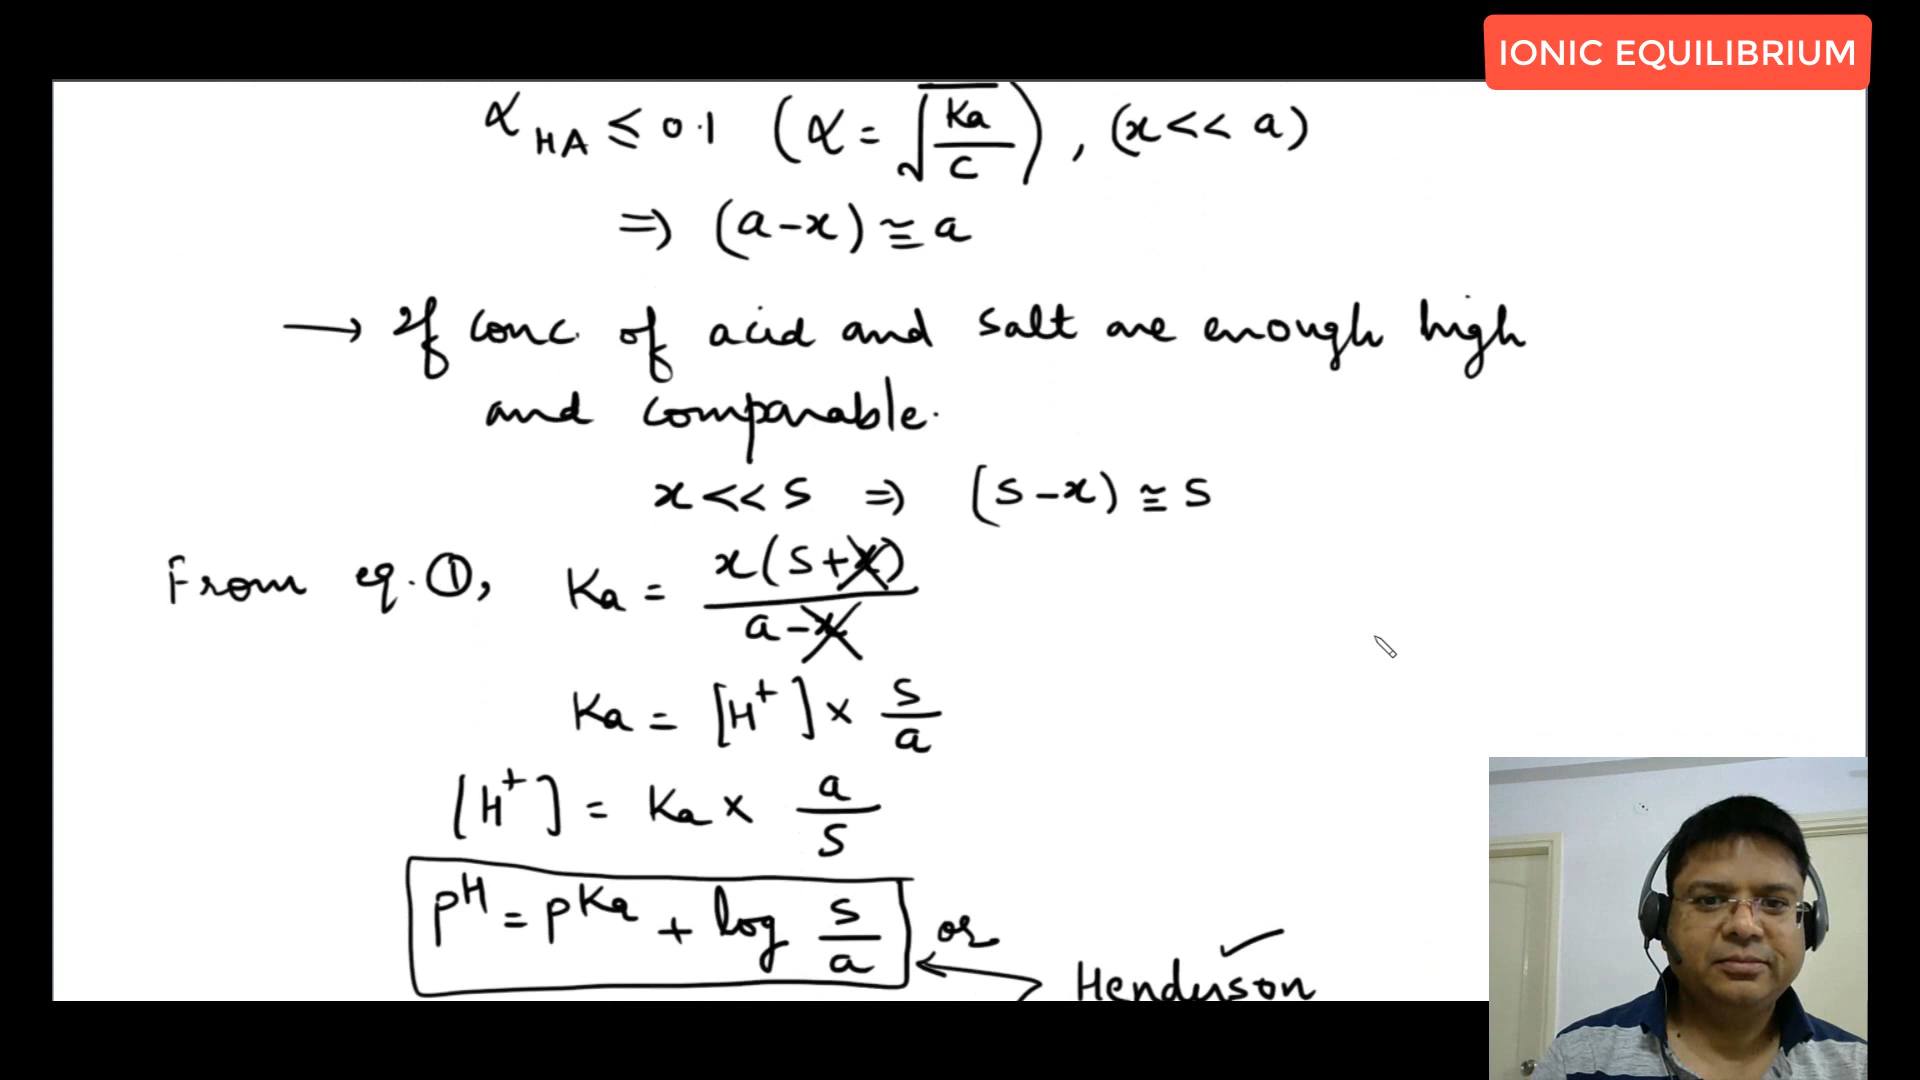 IONIC EQUILIBRIUM
α HA ≤ 0.1 (α = √(Ka/c)), (x << a)
⇒ (a-x) ≅ a
→ If conc. of acid and salt are enough high
and comparable.
x << s ⇒ (s-x) ≅ s
From eq. ①, Ka = x(s+x)/a-x
Ka = [H⁺] × s/a
[H⁺] = Ka × a/s
pH = pKa + log s/a or
Henderson